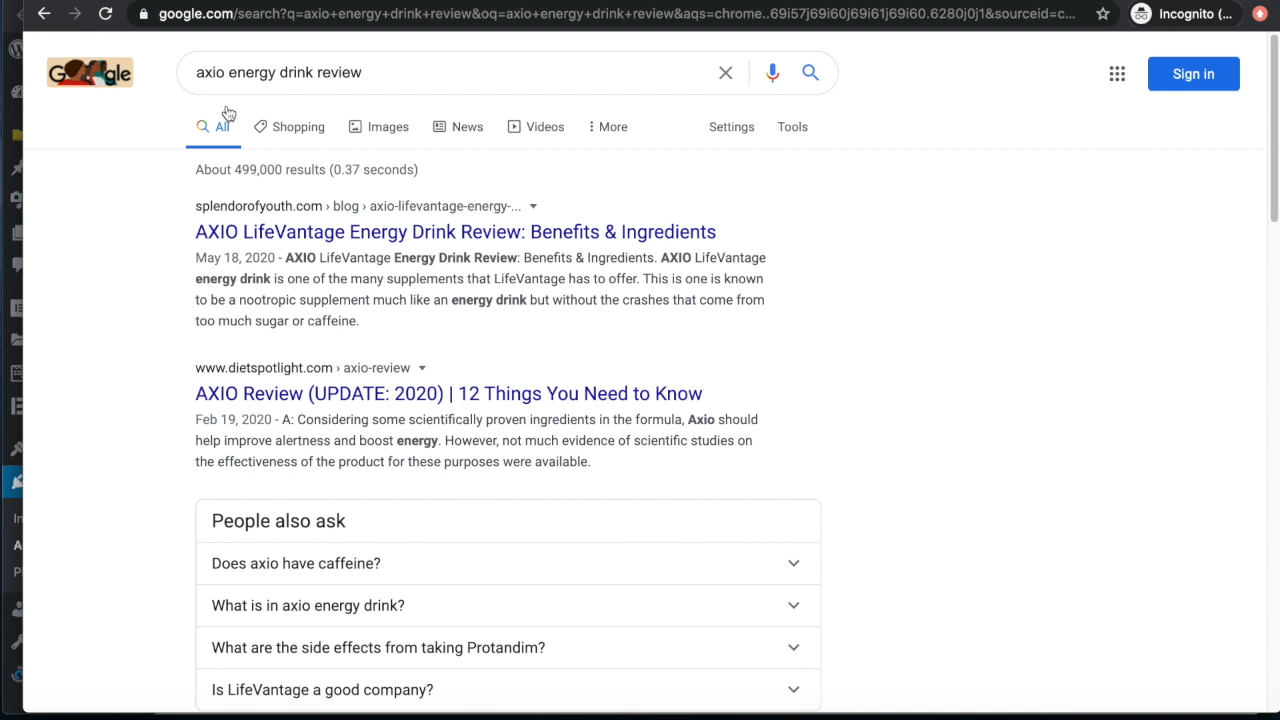 google.com/search?q=axio+energy+drink+review&oq=axio+energy+drink+review&aqs=chrome..69i57j69i60j69i61j69i60.6280j0j1&sourceid=c...
Incognito (...
Google
axio energy drink review
Sign in
All
Shopping
Images
News
Videos
More
Settings
Tools
About 499,000 results (0.37 seconds)
splendorofyouth.com › blog › axio-lifevantage-energy-...
AXIO LifeVantage Energy Drink Review: Benefits & Ingredients
May 18, 2020 - AXIO LifeVantage Energy Drink Review: Benefits & Ingredients. AXIO LifeVantage
energy drink is one of the many supplements that LifeVantage has to offer. This is one is known
to be a nootropic supplement much like an energy drink but without the crashes that come from
too much sugar or caffeine.
www.dietspotlight.com › axio-review
AXIO Review (UPDATE: 2020) | 12 Things You Need to Know
Feb 19, 2020 - A: Considering some scientifically proven ingredients in the formula, Axio should
help improve alertness and boost energy. However, not much evidence of scientific studies on
the effectiveness of the product for these purposes were available.
People also ask
Does axio have caffeine?
What is in axio energy drink?
What are the side effects from taking Protandim?
Is LifeVantage a good company?